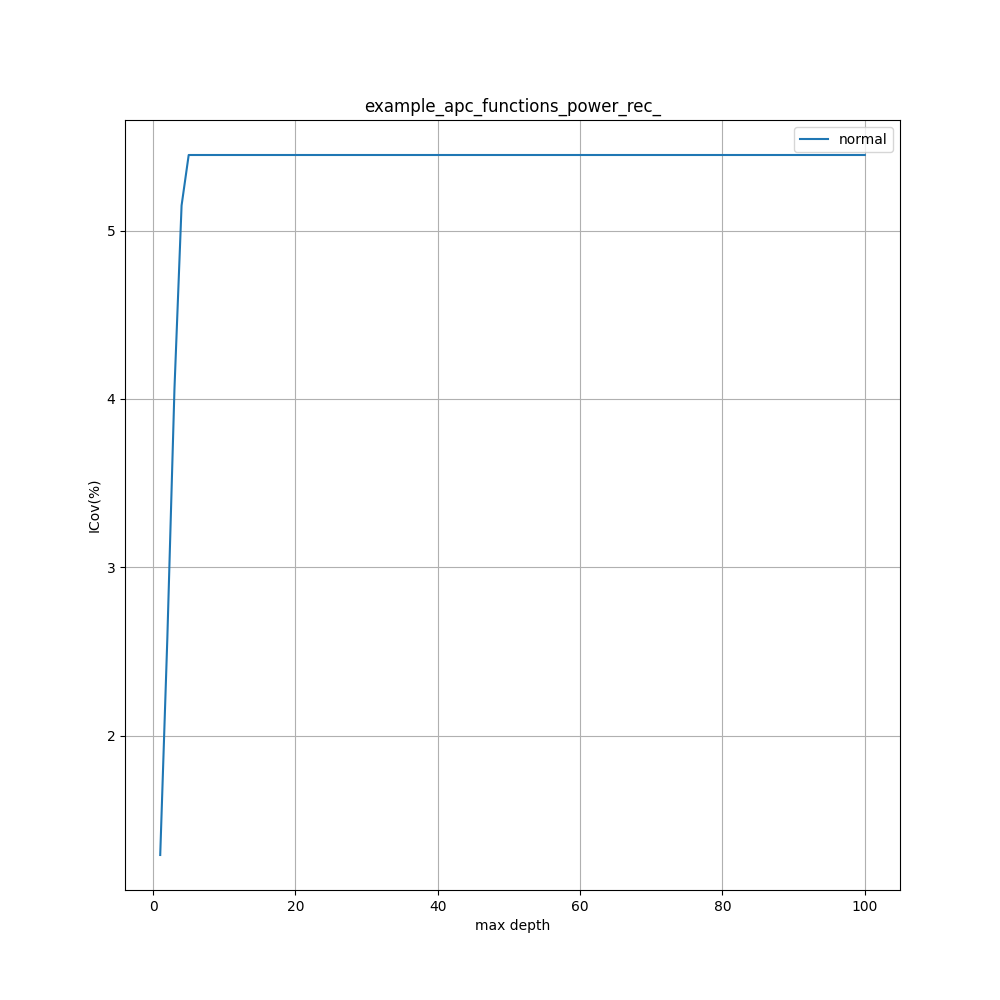 example_apc_functions_power_rec_
normal
5
4
3
2
ICov(%)
0 20 40 60 80 100
max depth